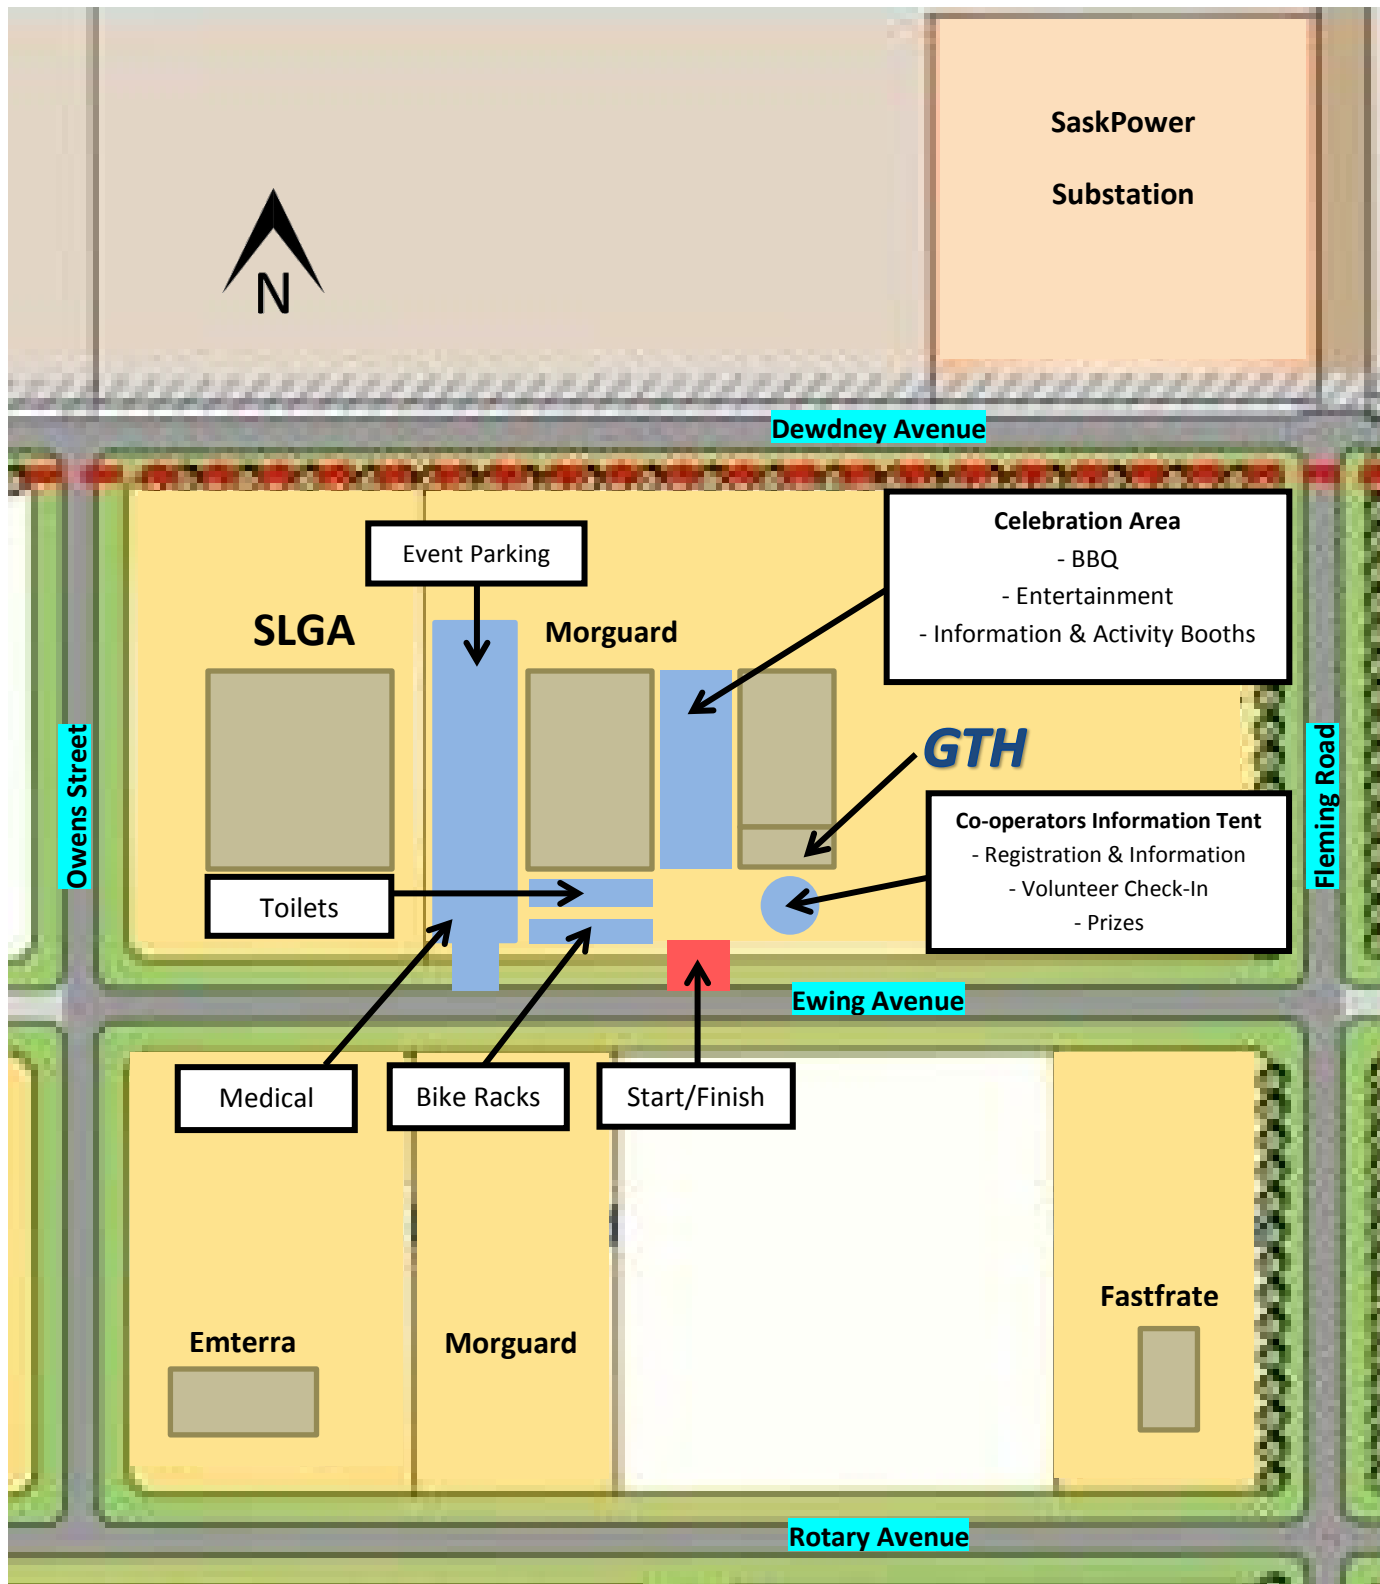 SaskPower
Substation
N
Dewdney Avenue
Celebration Area
- BBQ
- Entertainment
- Information & Activity Booths
Event Parking
SLGA
Morguard
GTH
Owens Street
Fleming Road
Co-operators Information Tent
- Registration & Information
- Volunteer Check-In
- Prizes
Toilets
Ewing Avenue
Medical
Bike Racks
Start/Finish
Fastfrate
Emterra
Morguard
Rotary Avenue